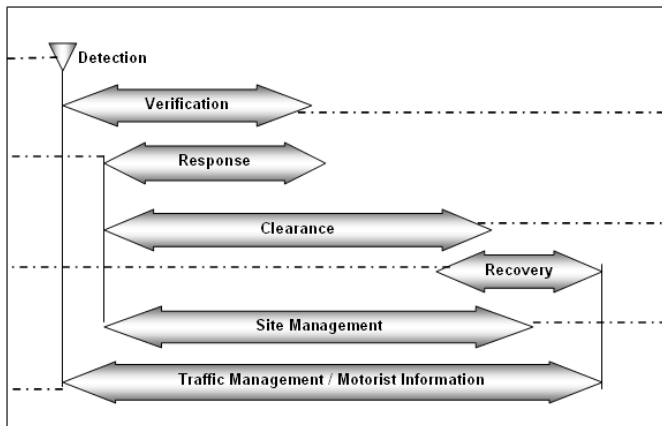 Detection
Verification
Response
Clearance
Recovery
Site Management
Traffic Management / Motorist Information